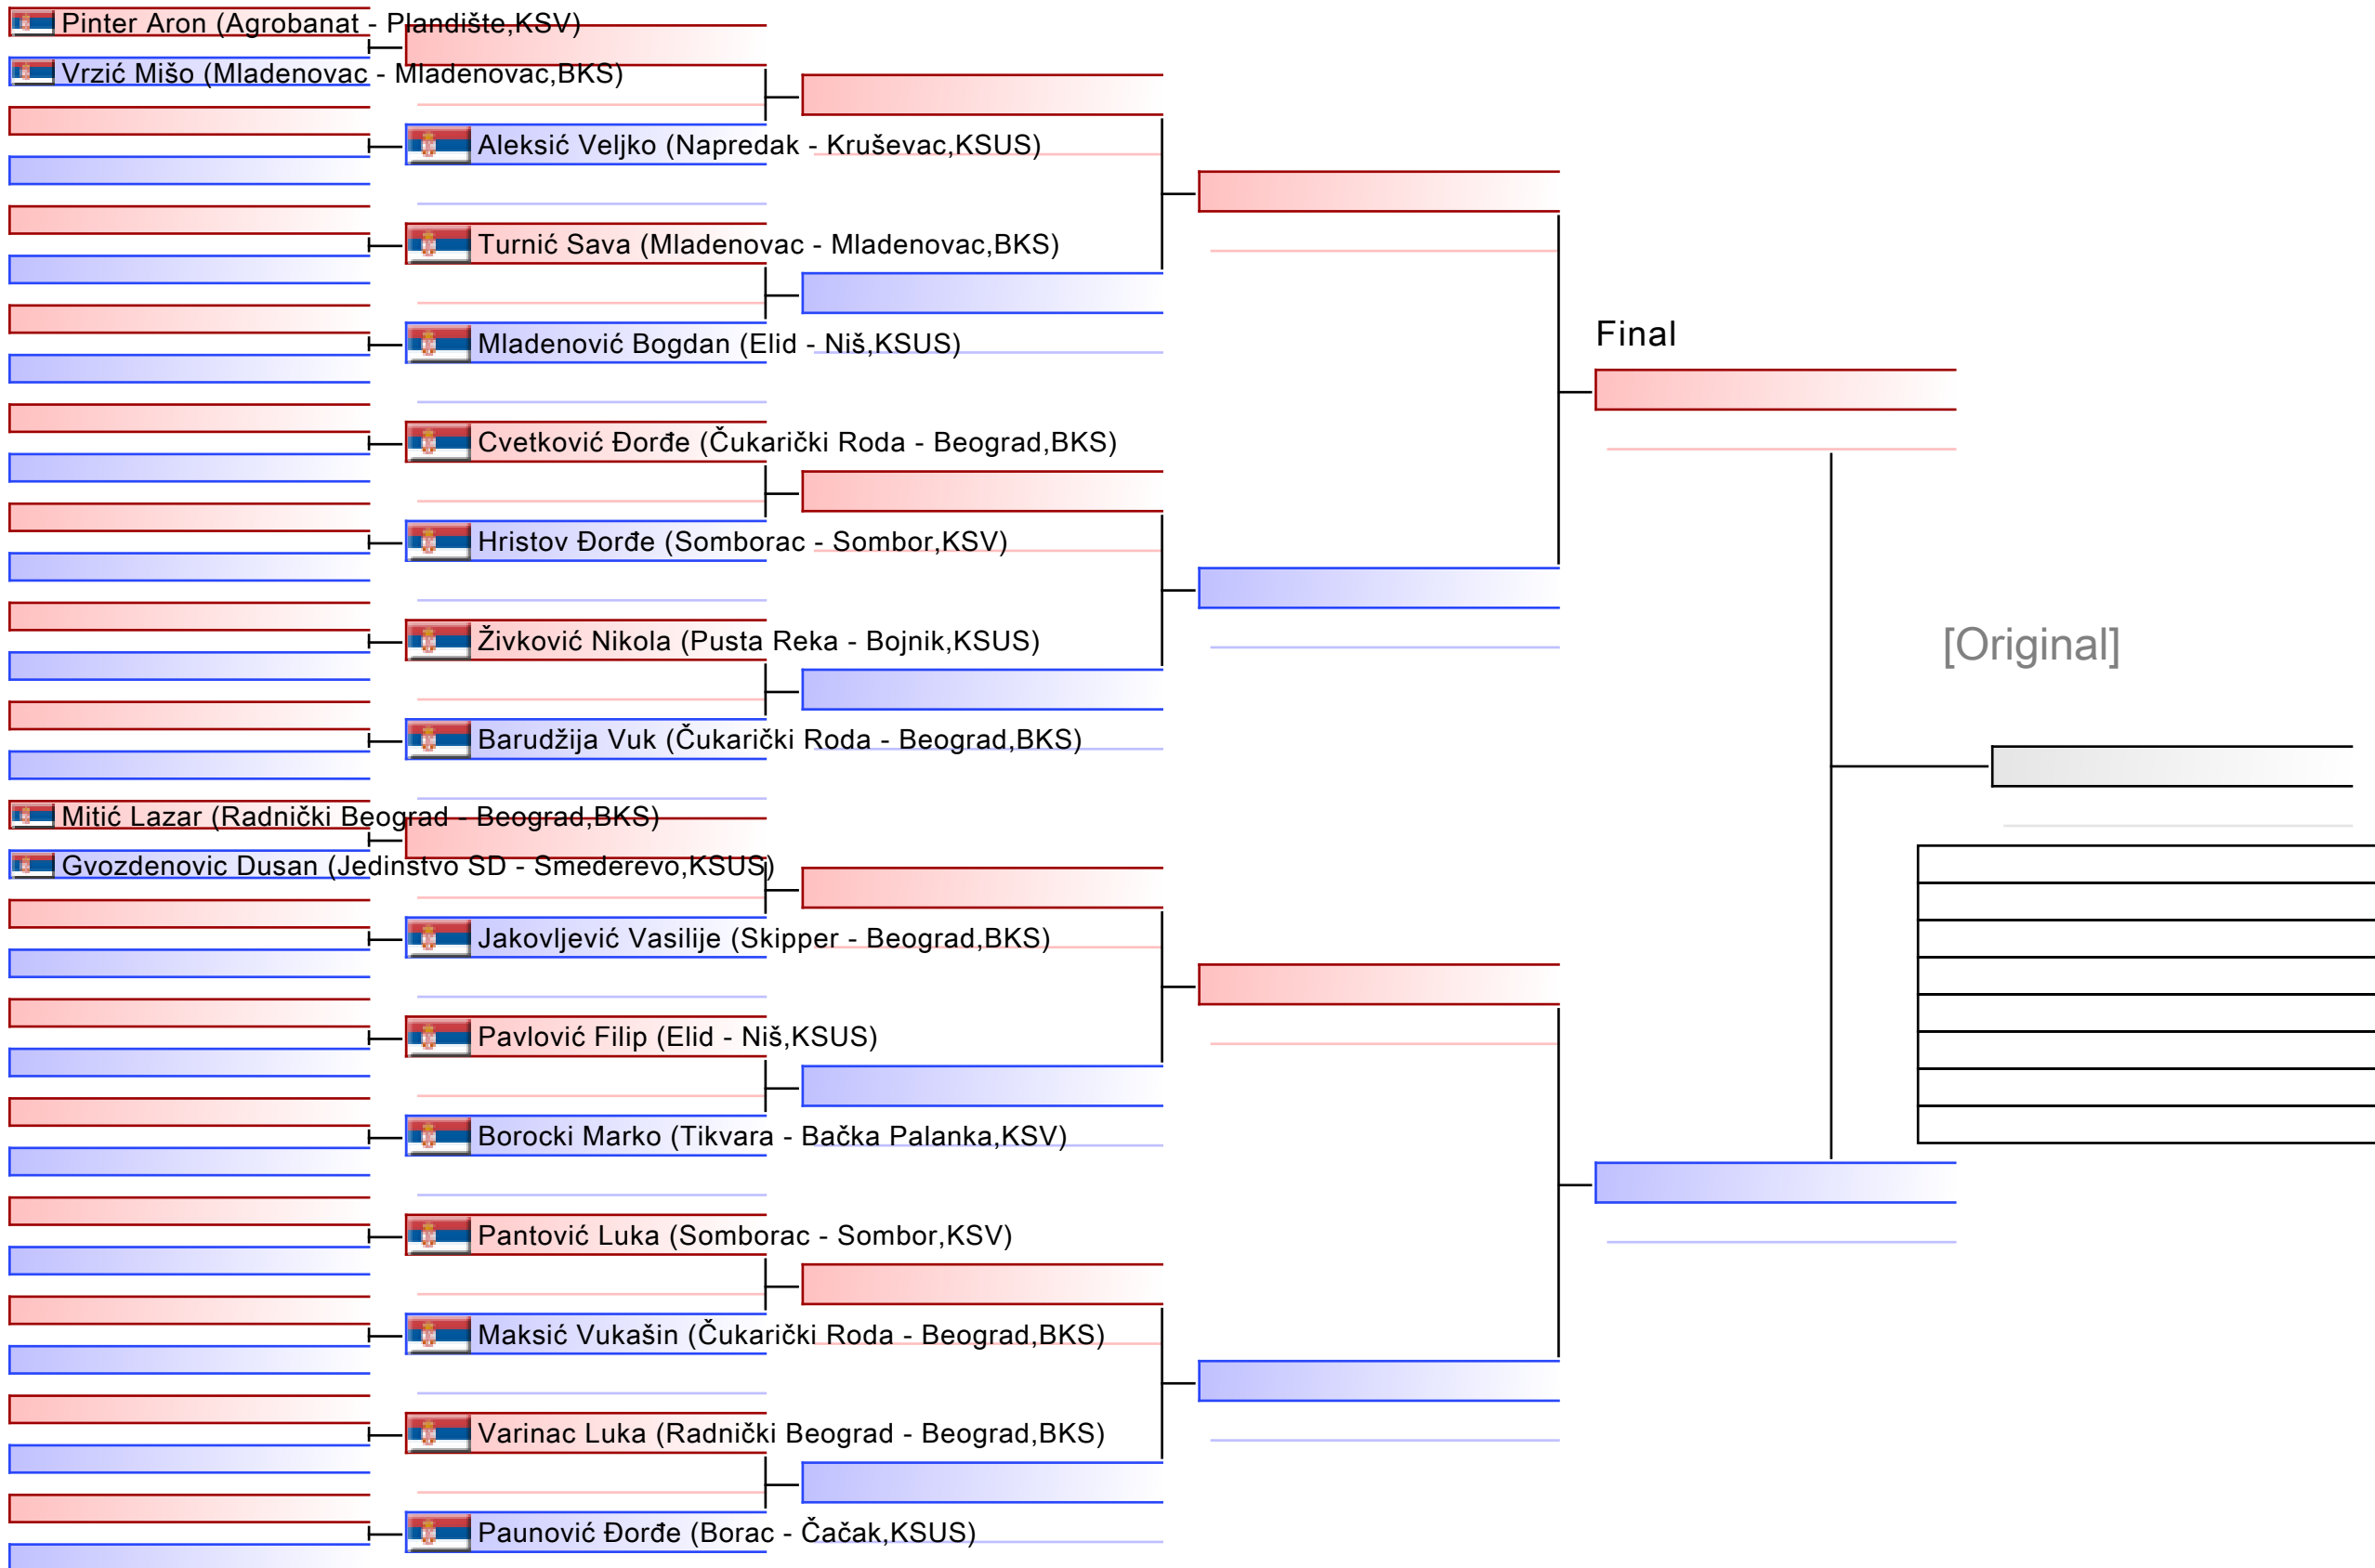 Pinter Aron (Agrobanat - Plandište,KSV)
Vrzić Mišo (Mladenovac - Mladenovac,BKS)
Aleksić Veljko (Napredak - Kruševac,KSUS)
Turnić Sava (Mladenovac - Mladenovac,BKS)
Mladenović Bogdan (Elid - Niš,KSUS)
Final
Cvetković Đorđe (Čukarički Roda - Beograd,BKS)
Hristov Đorđe (Somborac - Sombor,KSV)
Živković Nikola (Pusta Reka - Bojnik,KSUS)
[Original]
Barudžija Vuk (Čukarički Roda - Beograd,BKS)
Mitić Lazar (Radnički Beograd - Beograd,BKS)
Gvozdenovic Dusan (Jedinstvo SD - Smederevo,KSUS)
Jakovljević Vasilije (Skipper - Beograd,BKS)
Pavlović Filip (Elid - Niš,KSUS)
Borocki Marko (Tikvara - Bačka Palanka,KSV)
Pantović Luka (Somborac - Sombor,KSV)
Maksić Vukašin (Čukarički Roda - Beograd,BKS)
Varinac Luka (Radnički Beograd - Beograd,BKS)
Paunović Đorđe (Borac - Čačak,KSUS)